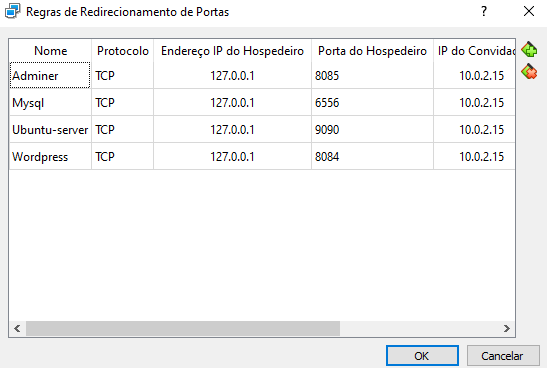 Regras de Redirecionamento de Portas
Nome Protocolo Endereço IP do Hospedeiro Porta do Hospedeiro IP do Convidad
Adminer TCP 127.0.0.1 8085 10.0.2.15
Mysql TCP 127.0.0.1 6556 10.0.2.15
Ubuntu-server TCP 127.0.0.1 9090 10.0.2.15
Wordpress TCP 127.0.0.1 8084 10.0.2.15
OK Cancelar